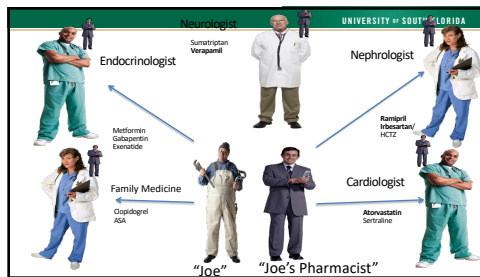 Neurologist
UNIVERSITY OF SOUTH FLORIDA
Sumatriptan
Verapamil
Endocrinologist
Nephrologist
Metformin
Gabapentin
Exenatide
Ramipril
Irbesartan/
HCTZ
Family Medicine
Cardiologist
Clopidogrel
ASA
Atorvastatin
Sertraline
"Joe"
"Joe's Pharmacist"